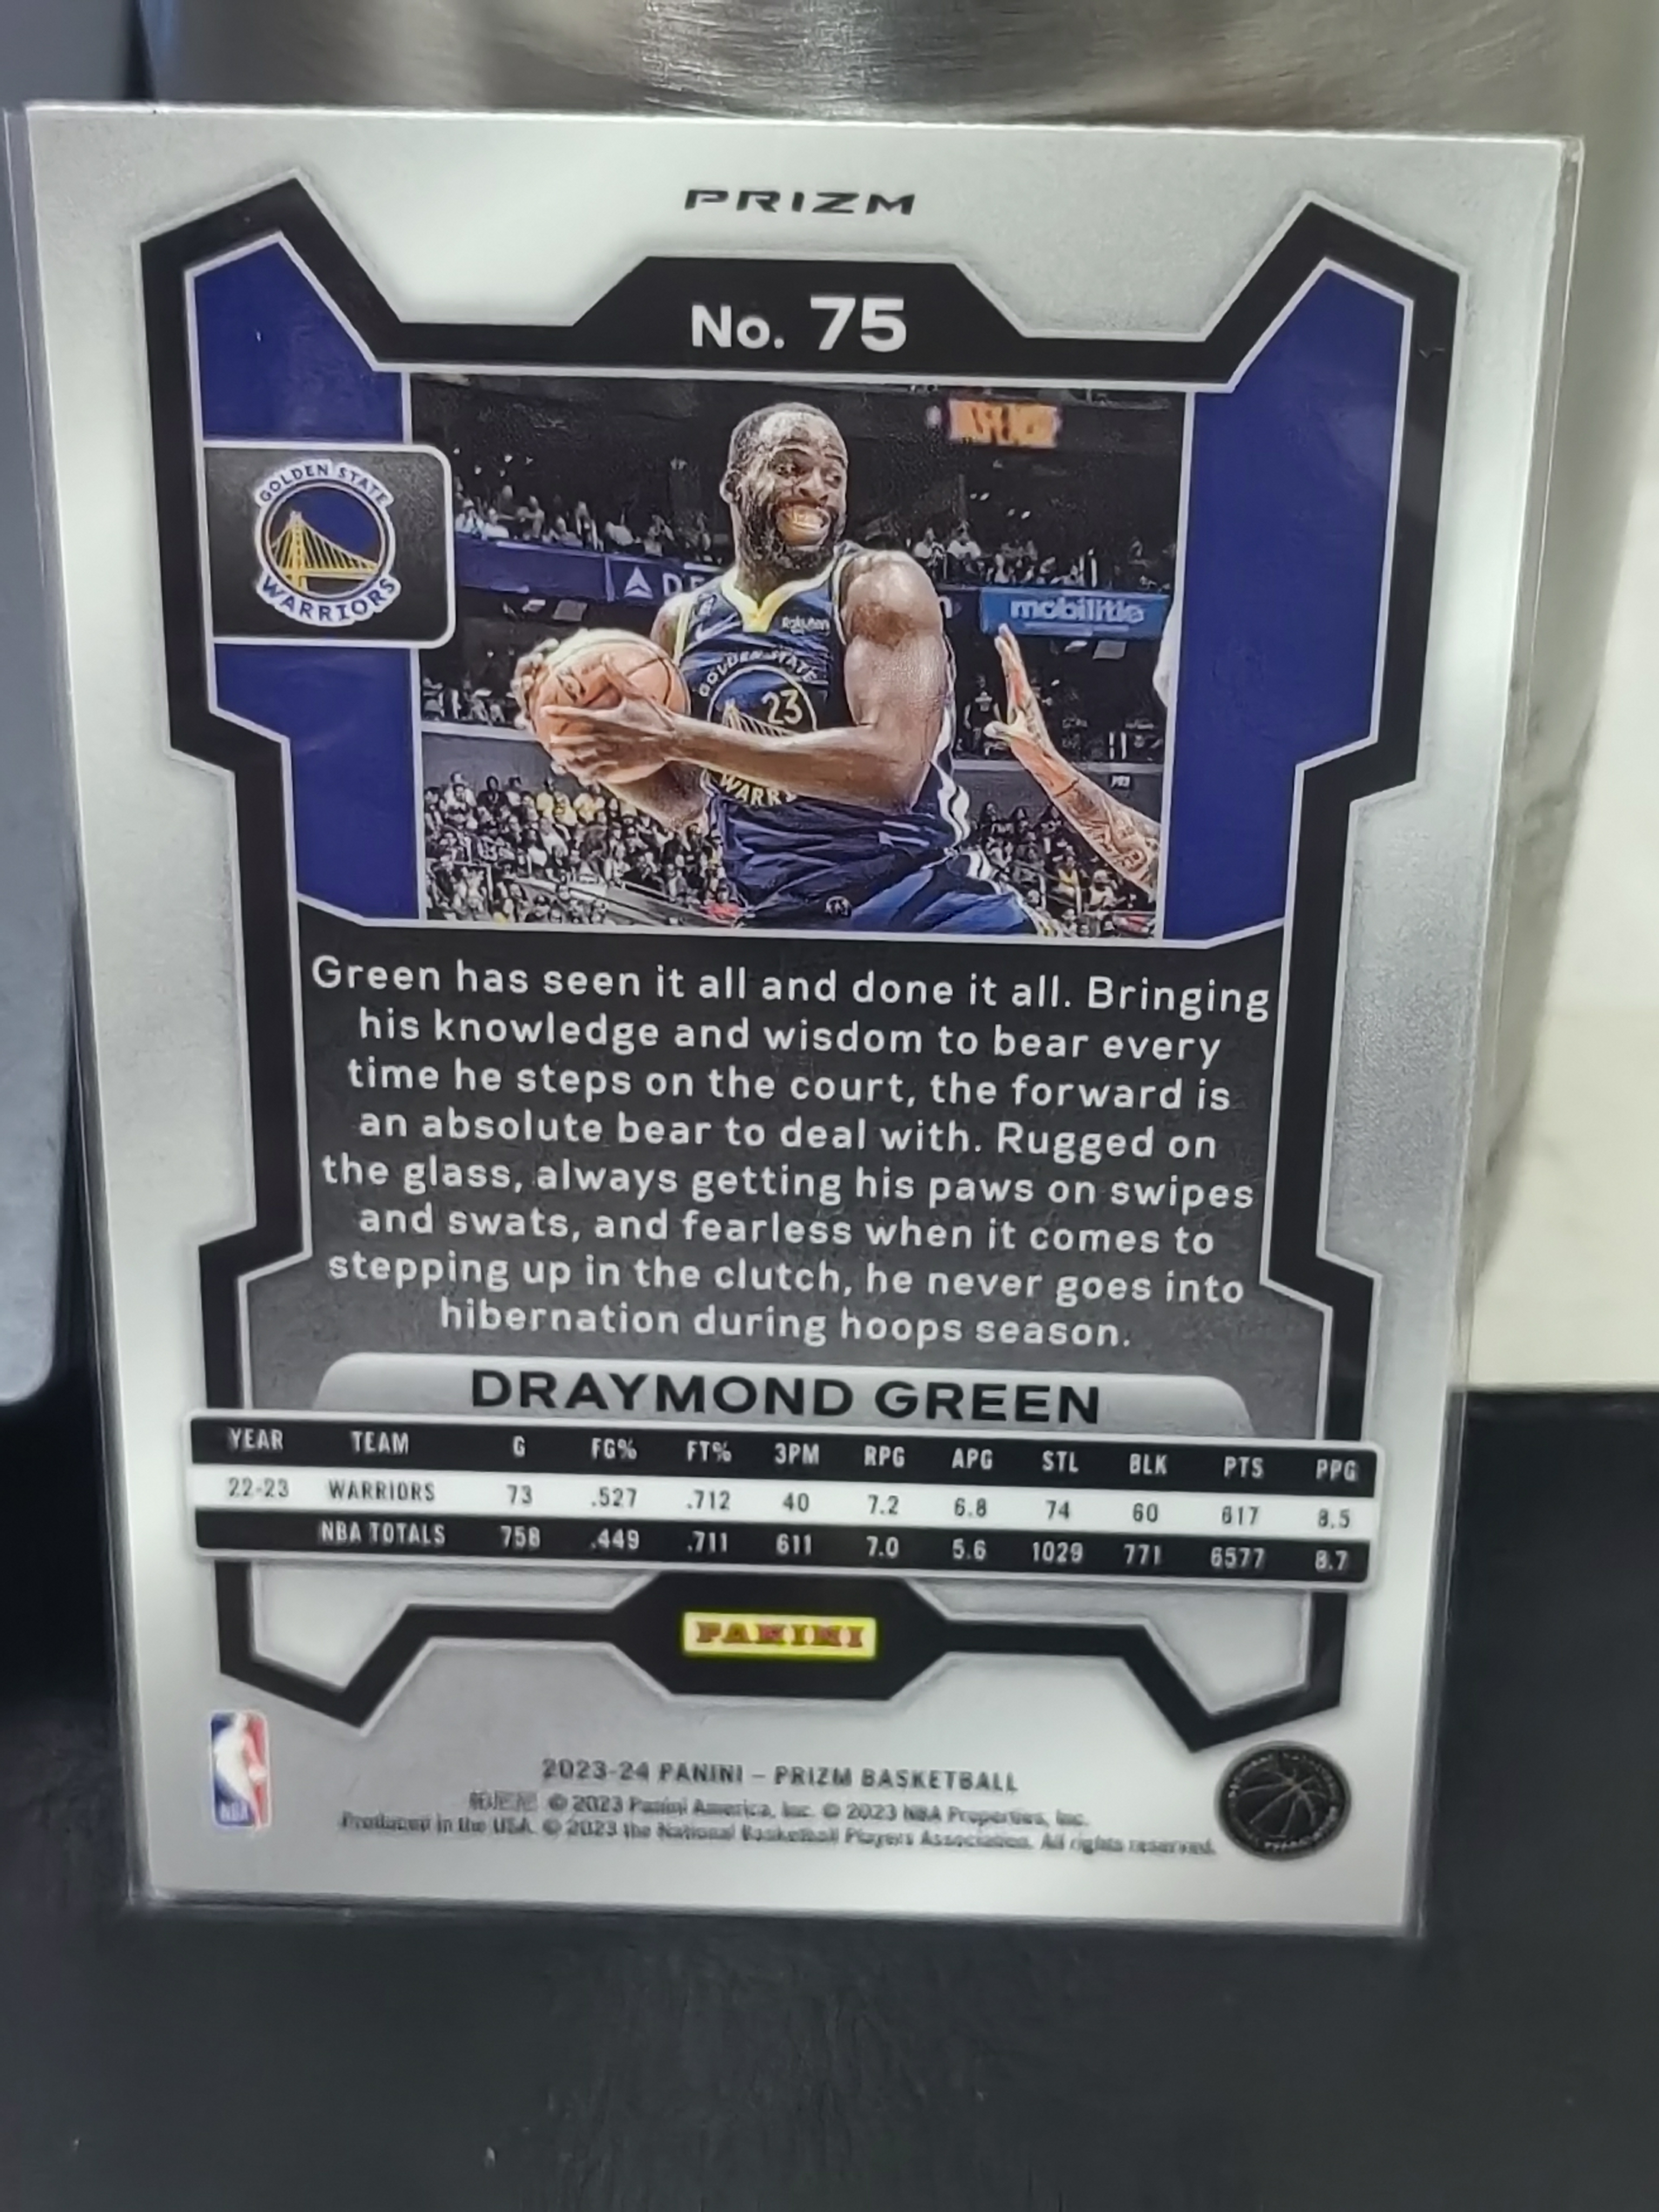 PRIZM
No. 75
GOLDEN STATE
WARRIORS
mobilitie
Rakuten
GOLDEN STATE
23
WARR
Green has seen it all and done it all. Bringing
his knowledge and wisdom to bear every
time he steps on the court, the forward is
an absolute bear to deal with. Rugged on
the glass, always getting his paws on swipes
and swats, and fearless when it comes to
stepping up in the clutch, he never goes into
hibernation during hoops season.
DRAYMOND GREEN
YEAR TEAM G FG% FT% 3PM RPG APG STL BLK PTS PPG
22-23 WARRIORS 73 .527 .712 40 7.2 6.8 74 60 617 8.5
NBA TOTALS 758 .449 .711 611 7.0 5.6 1029 771 6577 8.7
PANINI
NBA
2023-24 PANINI – PRIZM BASKETBALL
© 2023 Panini America, Inc. © 2023 NBA Properties, Inc.
Produced in the USA. © 2023 the National Basketball Players Association. All rights reserved.